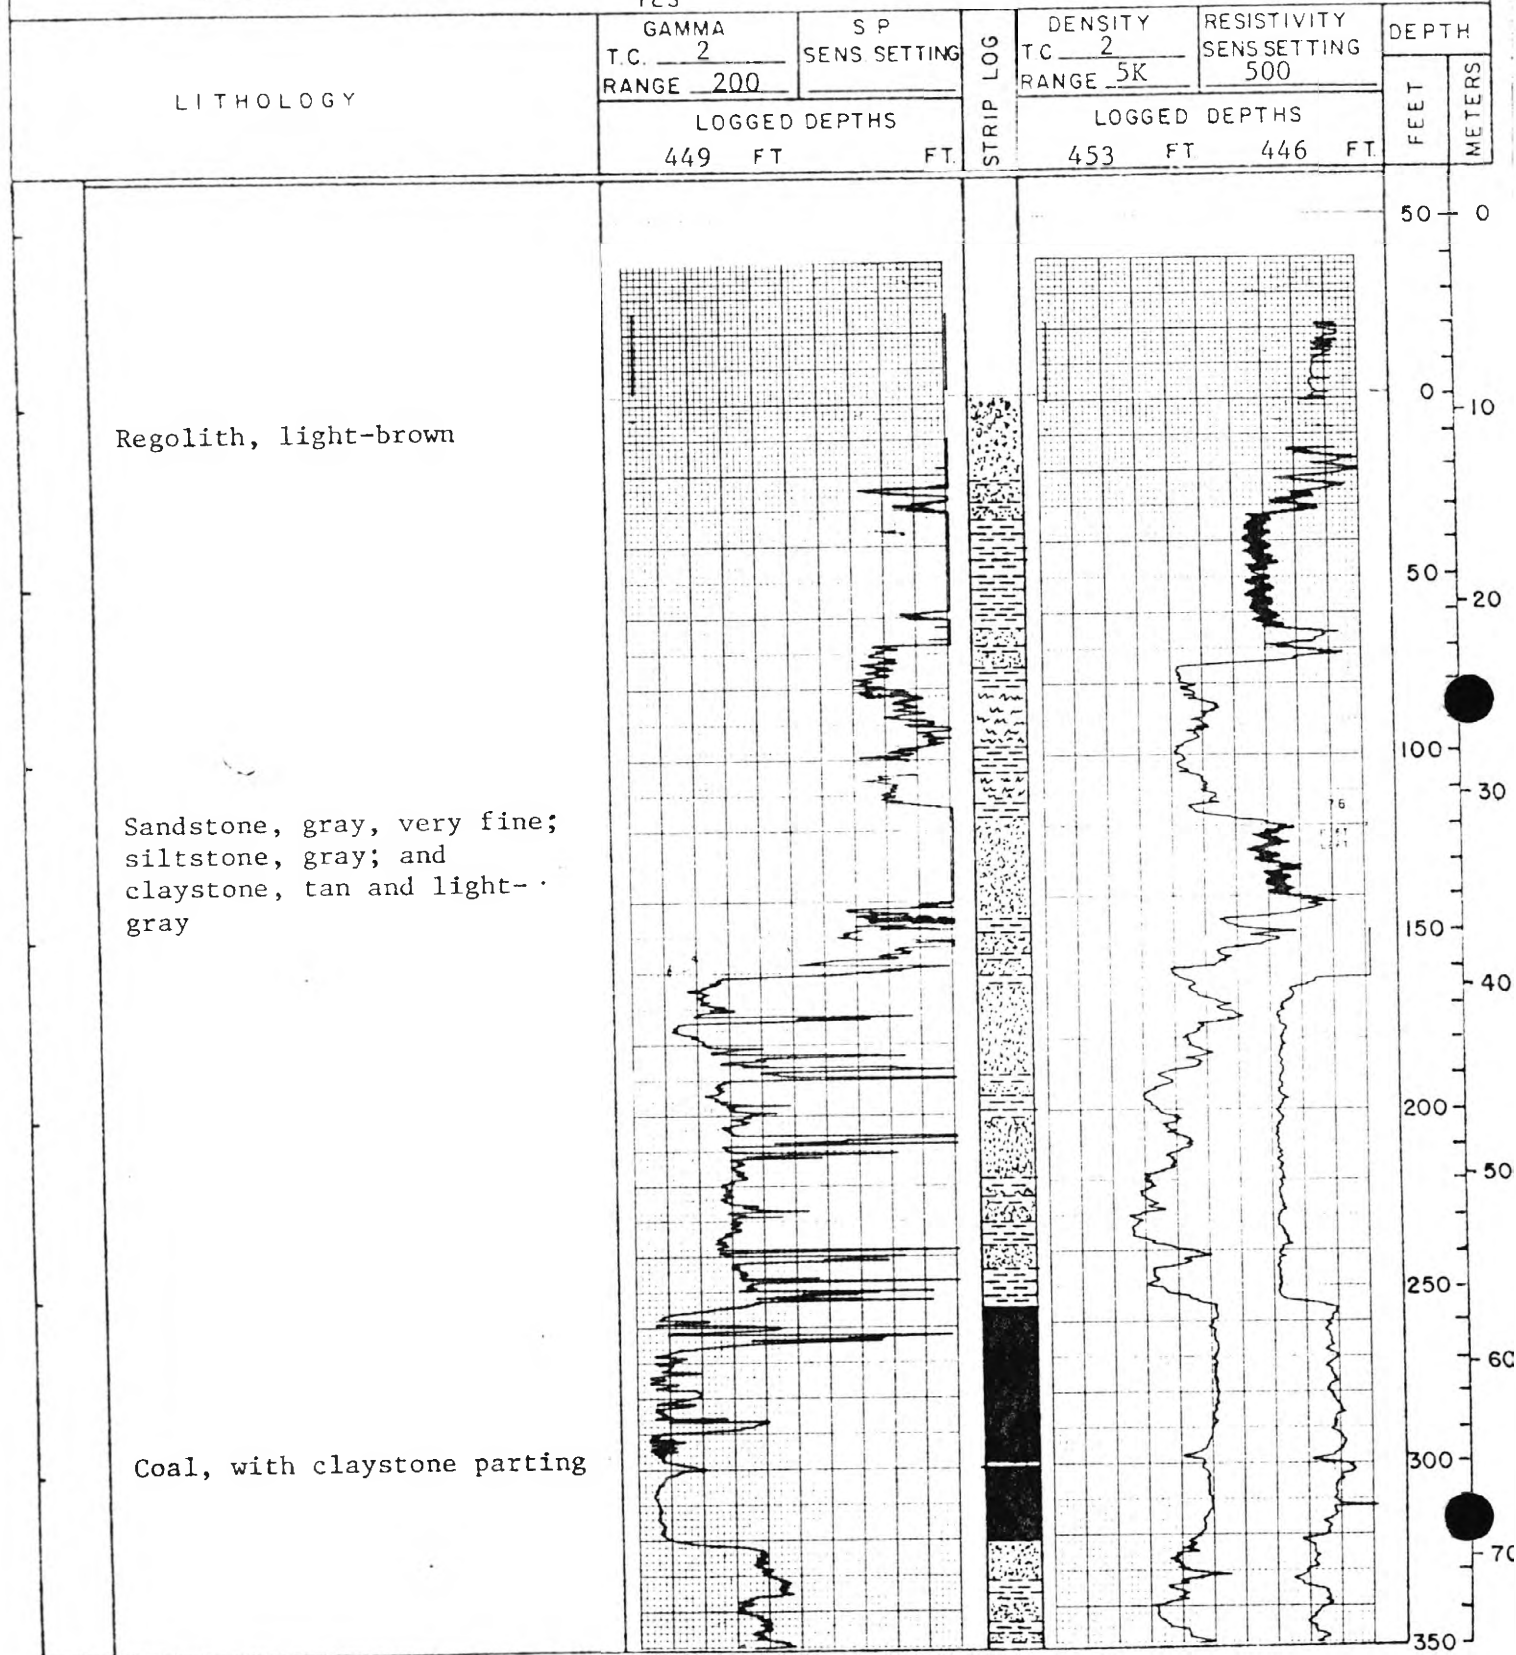 YES
GAMMA
T.C. 2
RANGE 200
S P
SENS. SETTING
STRIP LOG
DENSITY
T C 2
RANGE 5K
RESISTIVITY
SENS SETTING
500
DEPTH
FEET
METERS
LITHOLOGY
LOGGED DEPTHS
449 FT FT.
LOGGED DEPTHS
453 FT 446 FT.
50 0
0
10
Regolith, light-brown
50
20
100
30
76
Sandstone, gray, very fine;
siltstone, gray; and
claystone, tan and light-
gray
150
40
200
50
250
60
Coal, with claystone parting
300
70
350